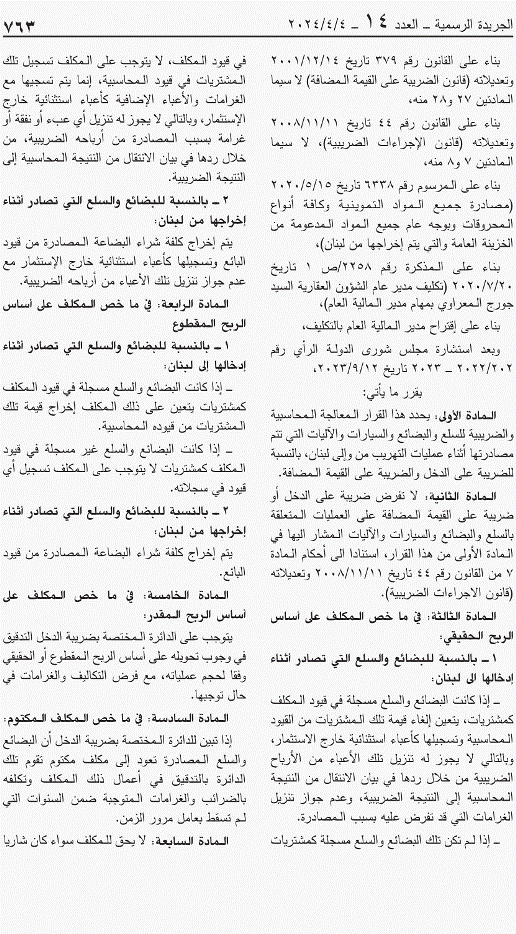 الجريدة الرسمية ـ العدد ١٤ ـ ٢٠٢٤/٤/٤
٧٦٣
بناء على القانون رقم ٣٧٩ تاريخ ٢٠٠١/١٢/١٤
وتعديلاته (قانون الضريبة على القيمة المضافة) لا سيما
المادتين ٢٧ و٢٨ منه،
بناء على القانون رقم ٤٤ تاريخ ٢٠٠٨/١١/١١
وتعديلاته (قانون الإجراءات الضريبية)، لا سيما
المادتين ٧ و٨ منه،
بناء على المرسوم رقم ٦٣٣٨ تاريخ ٢٠٢٠/٥/١٥
(مصادرة جميع المواد التموينية وكافة أنواع
المحروقات وبوجه عام جميع المواد المدعومة من
الخزينة العامة والتي يتم إخراجها من لبنان)،
بناء على المذكرة رقم ٢٢٥٨/ص ١ تاريخ
٢٠٢٠/٧/٢٠ (تكليف مدير عام الشؤون العقارية السيد
جورج المعراوي بمهام مدير المالية العام)،
بناء على إقتراح مدير المالية العام بالتكليف،
وبعد استشارة مجلس شورى الدولة الرأي رقم
٢٠٢٢/٢٠٢ ـ ٢٠٢٣ تاريخ ٢٠٢٣/٩/١٢،
يقرر ما يأتي:
المادة الأولى: يحدد هذا القرار المعالجة المحاسبية
والضريبية للسلع والبضائع والسيارات والآليات التي تتم
مصادرتها أثناء عمليات التهريب من وإلى لبنان، بالنسبة
للضريبة على الدخل والضريبة على القيمة المضافة.
المادة الثانية: لا تفرض ضريبة على الدخل أو
ضريبة على القيمة المضافة على العمليات المتعلقة
بالسلع والبضائع والسيارات والآليات المشار اليها في
المادة الأولى من هذا القرار، استنادا الى أحكام المادة
٧ من القانون رقم ٤٤ تاريخ ٢٠٠٨/١١/١١ وتعديلاته
(قانون الاجراءات الضريبية).
المادة الثالثة: في ما خص المكلف على أساس
الربح الحقيقي:
١ ـ بالنسبة للبضائع والسلع التي تصادر أثناء
إدخالها الى لبنان:
ـ إذا كانت البضائع والسلع مسجلة في قيود المكلف
كمشتريات، يتعين إلغاء قيمة تلك المشتريات من القيود
المحاسبية وتسجيلها كأعباء استثنائية خارج الاستثمار،
وبالتالي لا يجوز له تنزيل تلك الأعباء من الأرباح
الضريبية من خلال ردها في بيان الانتقال من النتيجة
المحاسبية إلى النتيجة الضريبية، وعدم جواز تنزيل
الغرامات التي قد تفرض عليه بسبب المصادرة.
ـ إذا لم تكن تلك البضائع والسلع مسجلة كمشتريات
في قيود المكلف، لا يتوجب على المكلف تسجيل تلك
المشتريات في قيود المحاسبية، إنما يتم تسجيلها مع
الغرامات والأعباء الإضافية كأعباء استثنائية خارج
الإستثمار، وبالتالي لا يجوز له تنزيل أي عبء أو نفقة أو
غرامة بسبب المصادرة من أرباحه الضريبية، من
خلال ردها في بيان الانتقال من النتيجة المحاسبية إلى
النتيجة الضريبية.
٢ ـ بالنسبة للبضائع والسلع التي تصادر أثناء
إخراجها من لبنان:
يتم إخراج كلفة شراء البضاعة المصادرة من قيود
البائع وتسجيلها كأعباء استثنائية خارج الإستثمار مع
عدم جواز تنزيل تلك الأعباء من أرباحه الضريبية.
المادة الرابعة: في ما خص المكلف على أساس
الربح المقطوع
١ ـ بالنسبة للبضائع والسلع التي تصادر أثناء
إدخالها إلى لبنان:
ـ إذا كانت البضائع والسلع مسجلة في قيود المكلف
كمشتريات يتعين على ذلك المكلف إخراج قيمة تلك
المشتريات من قيوده المحاسبية.
ـ إذا كانت البضائع والسلع غير مسجلة في قيود
المكلف كمشتريات لا يتوجب على المكلف تسجيل أي
قيود في سجلاته.
٢ ـ بالنسبة للبضائع والسلع التي تصادر أثناء
إخراجها من لبنان:
يتم إخراج كلفة شراء البضاعة المصادرة من قيود
البائع.
المادة الخامسة: في ما خص المكلف على
أساس الربح المقدر:
يتوجب على الدائرة المختصة بضريبة الدخل التدقيق
في وجوب تحويله على أساس الربح المقطوع أو الحقيقي
وفقا لحجم عملياته، مع فرض التكاليف والغرامات في
حال توجبها.
المادة السادسة: في ما خص المكلف المكتوم:
إذا تبين للدائرة المختصة بضريبة الدخل أن البضائع
والسلع المصادرة تعود إلى مكلف مكتوم تقوم تلك
الدائرة بالتدقيق في أعمال ذلك المكلف وتكلفه
بالضرائب والغرامات المتوجبة ضمن السنوات التي
لم تسقط بعامل مرور الزمن.
المادة السابعة: لا يحق للمكلف سواء كان شاريا